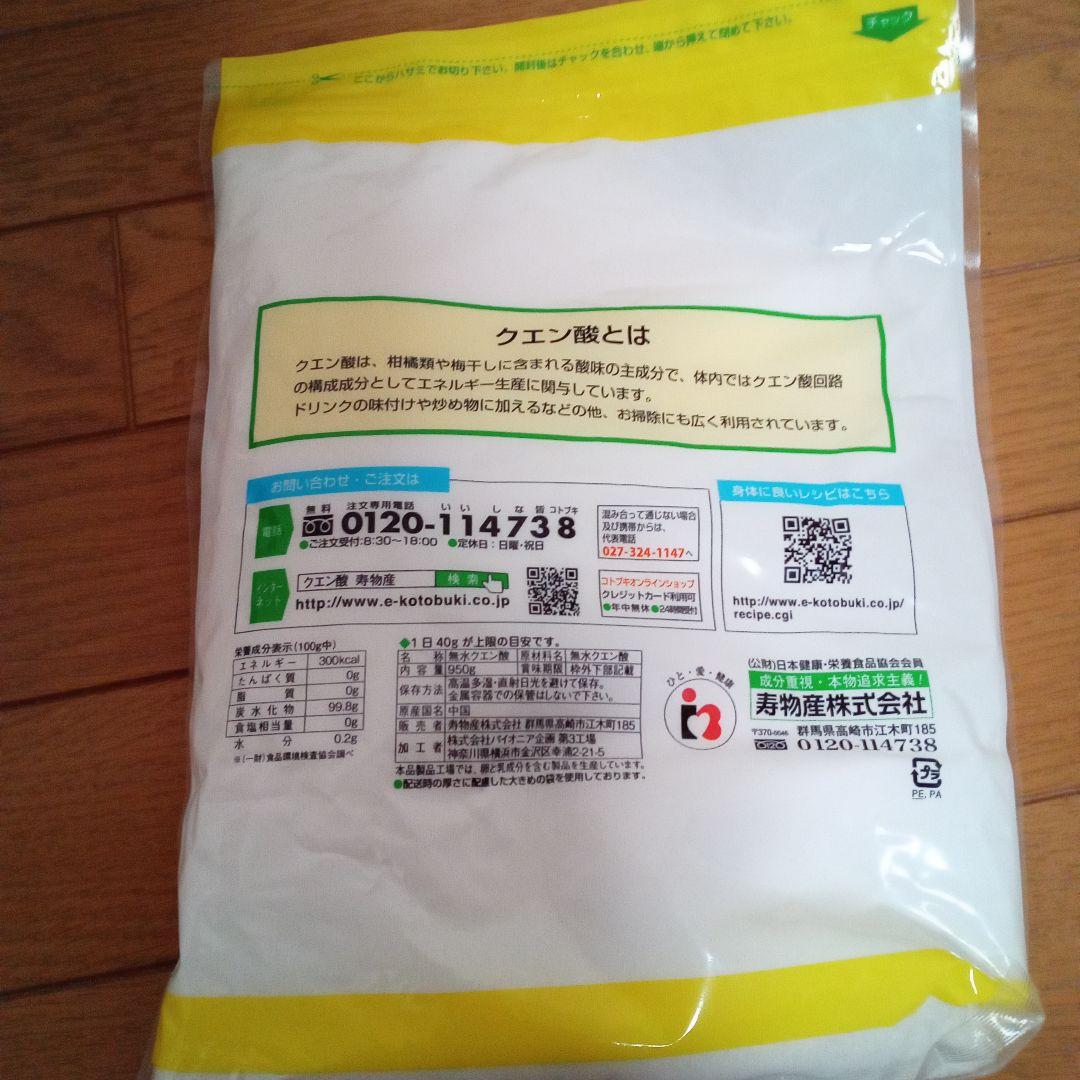 チャック
ここからハサミでお切り下さい。開封後はチャックを合わせ、端から押えて閉めて下さい。
クエン酸とは
クエン酸は、柑橘類や梅干しに含まれる酸味の主成分で、体内ではクエン酸回路
の構成成分としてエネルギー生産に関与しています。
ドリンクの味付けや炒め物に加えるなどの他、お掃除にも広く利用されています。
お問い合わせ・ご注文は
電話
無料 注文専用電話 いいしな皆コトブキ
0120-114738
●ご注文受付:8:30～18:00 ●定休日：日曜・祝日
混み合って通じない場合
及び携帯からは、
代表電話
027-324-1147へ
インターネット
クエン酸 寿物産 検索
http://www.e-kotobuki.co.jp
コトブキオンラインショップ
クレジットカード利用可
●年中無休●24時間受付
身体に良いレシピはこちら
http://www.e-kotobuki.co.jp/
recipe.cgi
栄養成分表示(100g中)
エネルギー 300kcal
たんぱく質 0g
脂質 0g
炭水化物 99.8g
食塩相当量 0g
水分 0.2g
※(一財)食品環境検査協会調べ
◆1日40gが上限の目安です。
名称 無水クエン酸 原材料名 無水クエン酸
内容量 950g 賞味期限 枠外下部記載
保存方法 高温多湿・直射日光を避けて保存。
金属容器での保管はしないで下さい。
原産国名 中国
販売者 寿物産株式会社 群馬県高崎市江木町185
加工者 株式会社パイオニア企画 第3工場
神奈川県横浜市金沢区幸浦2-21-5
本品製品工場では、卵と乳成分を含む製品を生産しています。
●配送時の厚さに配慮した大きめの袋を使用しております。
ひと・愛・健康
(公財)日本健康・栄養食品協会会員
成分重視・本物追求主義!
寿物産株式会社
〒370-0046 群馬県高崎市江木町185
0120-114738
プラ
PE, PA